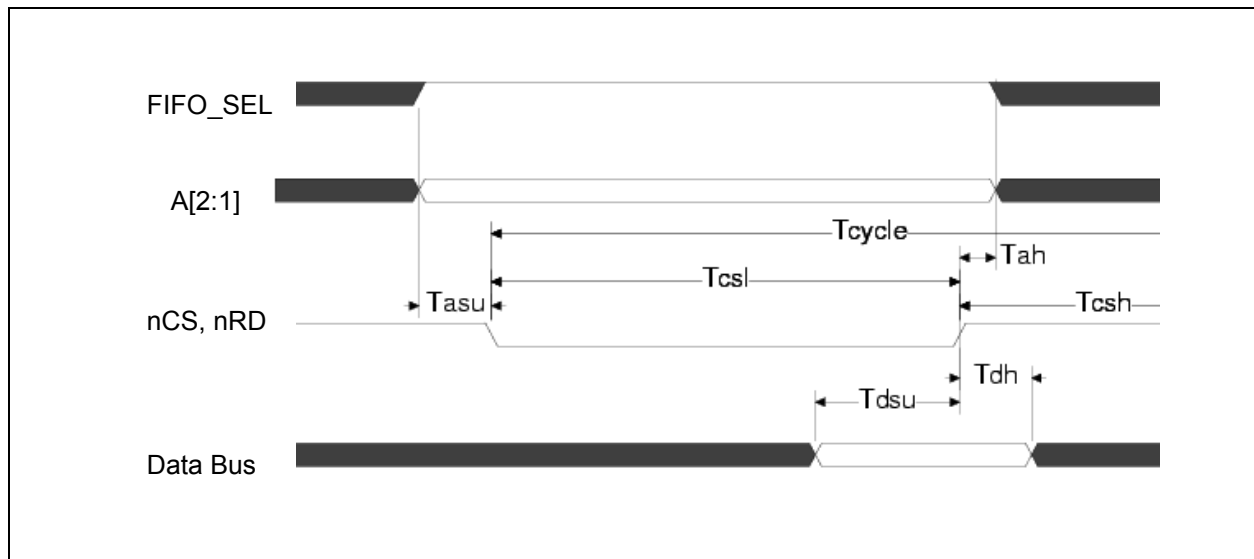 FIFO_SEL
A[2:1]
Tcycle
Tah
Tcsl
Tasu
Tcsh
nCS, nRD
Tdh
Tdsu
Data Bus